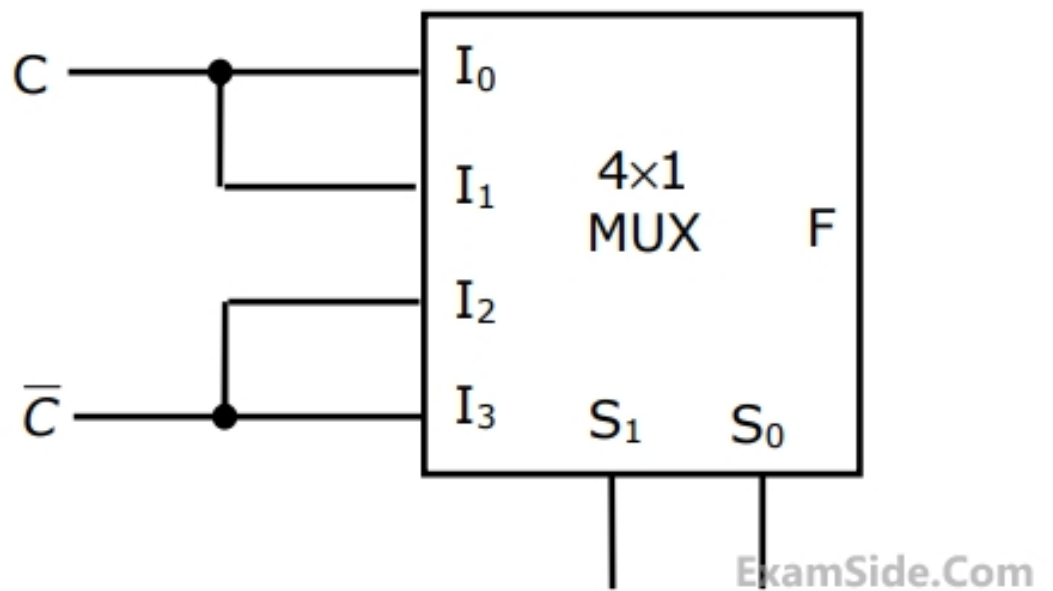 C
I₀
I₁
4×1
MUX
F
I₂
C̅
I₃
S₁
S₀
ExamSide.Com